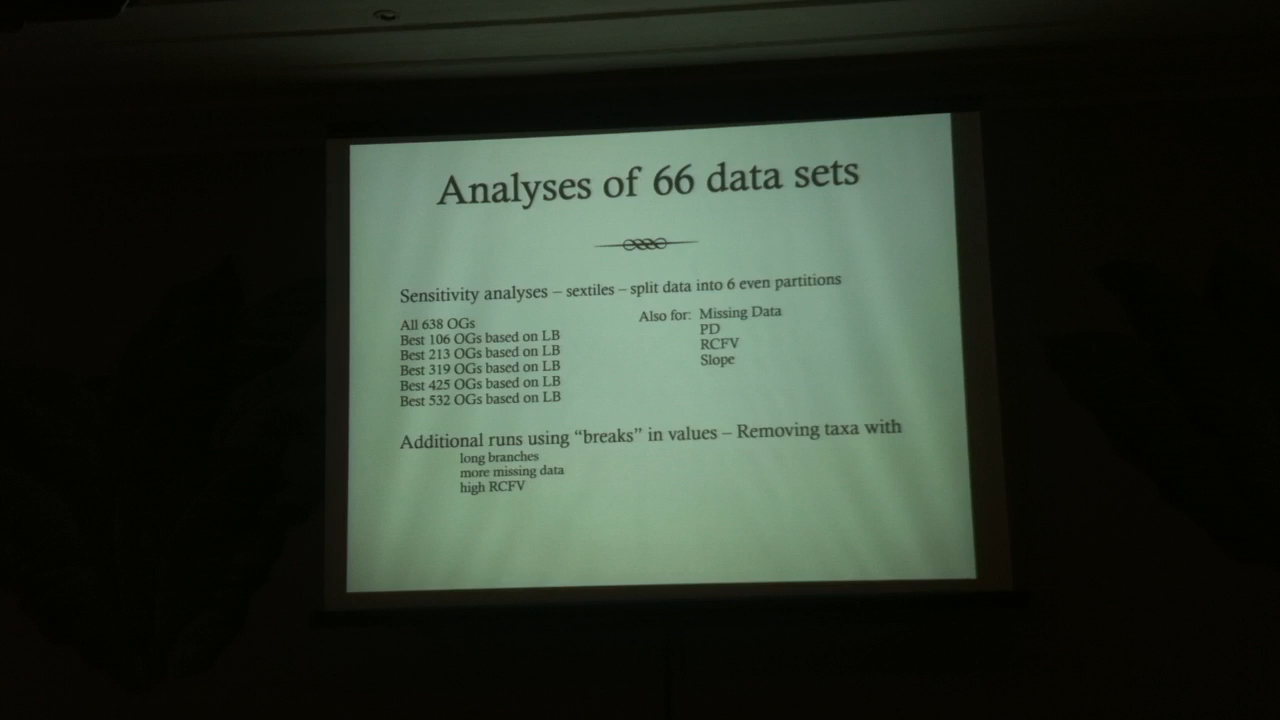 Analyses of 66 data sets
Sensitivity analyses – sextiles – split data into 6 even partitions
All 638 OGs
Best 106 OGs based on LB
Best 213 OGs based on LB
Best 319 OGs based on LB
Best 425 OGs based on LB
Best 532 OGs based on LB
Also for: Missing Data
PD
RCFV
Slope
Additional runs using “breaks” in values – Removing taxa with
long branches
more missing data
high RCFV